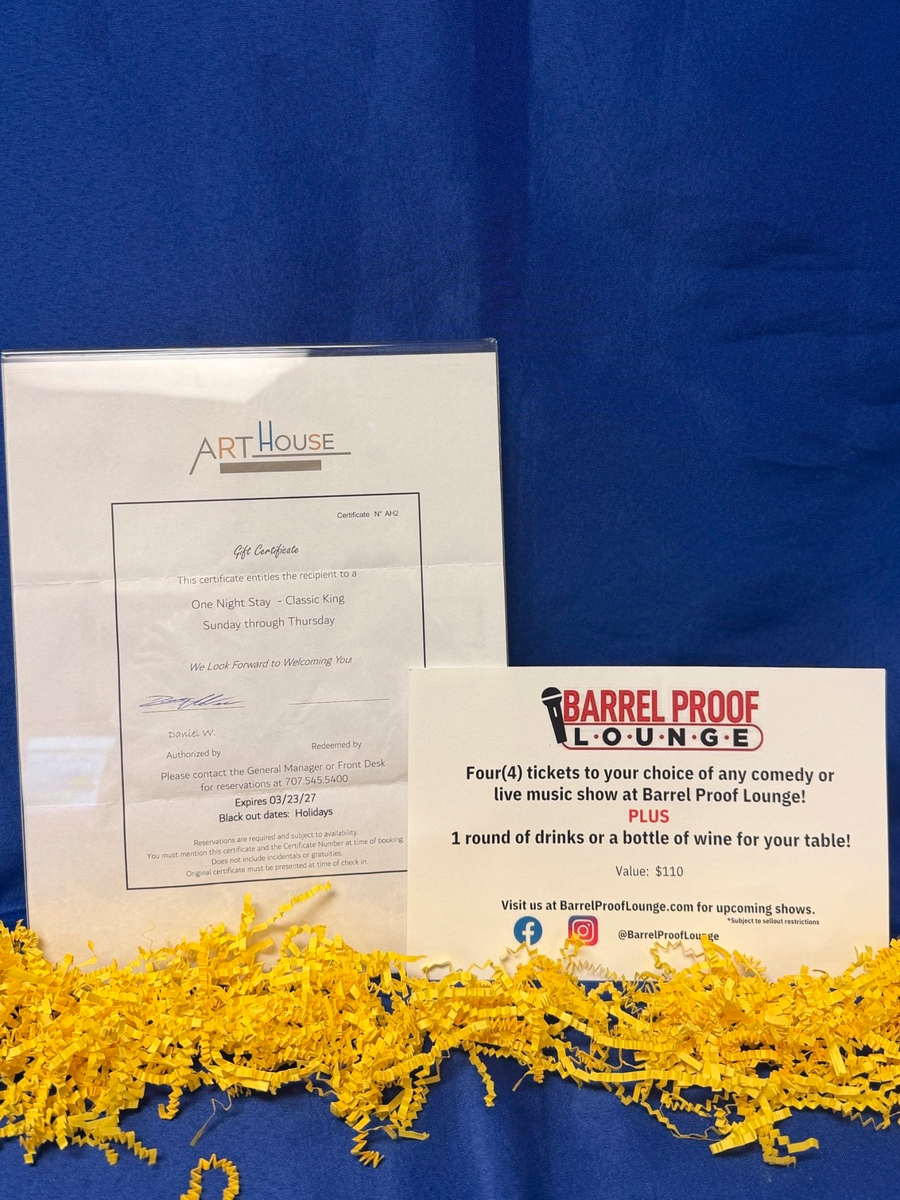 ART HOUSE
Certificate N° AH2
Gift Certificate
This certificate entitles the recipient to a
One Night Stay - Classic King
Sunday through Thursday
We Look Forward to Welcoming You!
Daniel W.
Authorized by
Redeemed by
Please contact the General Manager or Front Desk
for reservations at 707.545.5400
Expires 03/23/27
Black out dates: Holidays
Reservations are required and subject to availability.
You must mention this certificate and the Certificate Number at time of booking
Does not include incidentals or gratuities.
Original certificate must be presented at time of check in.
BARREL PROOF
L·O·U·N·G·E
Four(4) tickets to your choice of any comedy or
live music show at Barrel Proof Lounge!
PLUS
1 round of drinks or a bottle of wine for your table!
Value: $110
Visit us at BarrelProofLounge.com for upcoming shows.
*Subject to sellout restrictions
@BarrelProofLounge